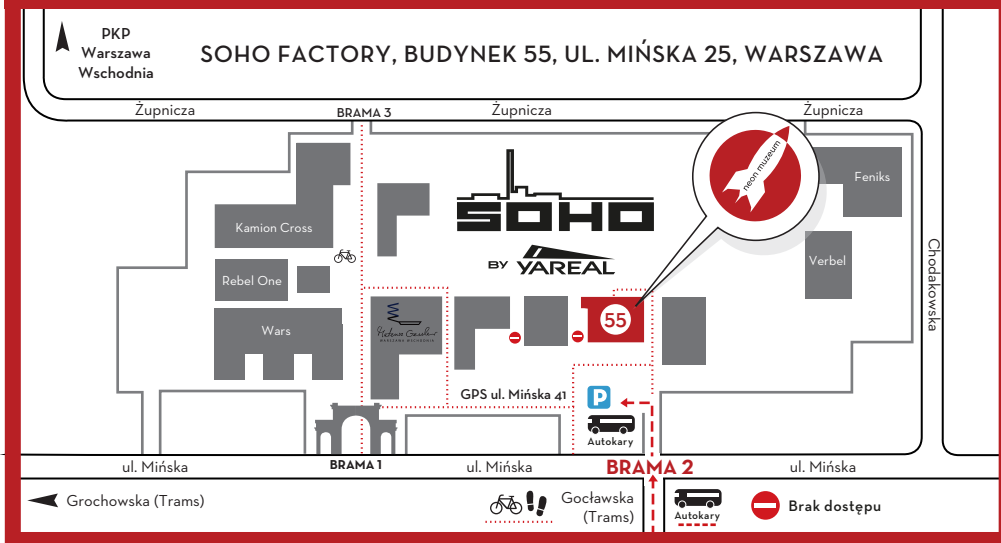 PKP
Warszawa
Wschodnia
SOHO FACTORY, BUDYNEK 55, UL. MIŃSKA 25, WARSZAWA
Żupnicza
BRAMA 3
Żupnicza
Żupnicza
neon muzeum
Feniks
SOHO
Kamion Cross
BY YAREAL
Verbel
Chodakowska
Rebel One
55
Wars
WARSZAWA WSCHODNIA
GPS ul. Mińska 41
P
Autokary
ul. Mińska
BRAMA 1
ul. Mińska
BRAMA 2
ul. Mińska
Grochowska (Trams)
Gocławska
(Trams)
Autokary
Brak dostępu